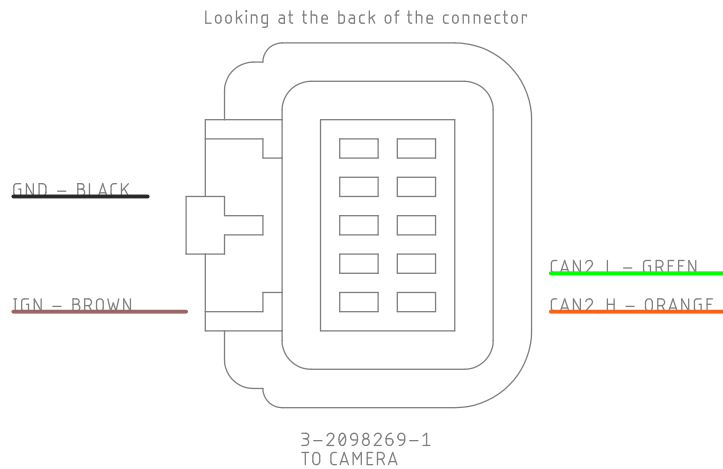 Looking at the back of the connector
GND - BLACK
CAN2 L - GREEN
IGN - BROWN
CAN2 H - ORANGE
3-2098269-1
TO CAMERA